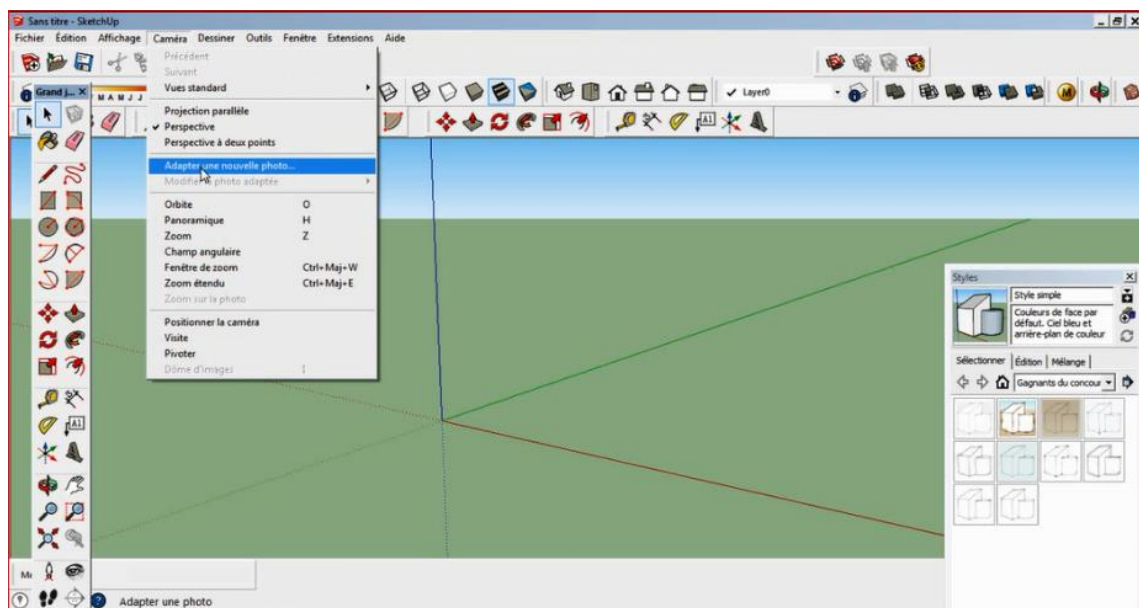 Sans titre - SketchUp
Fichier Édition Affichage Caméra Dessiner Outils Fenêtre Extensions Aide
Précédent
Suivant
Vues standard
Projection parallèle
✓ Perspective
Perspective à deux points
Adapter une nouvelle photo...
Modifier la photo adaptée
Orbite O
Panoramique H
Zoom Z
Champ angulaire
Fenêtre de zoom Ctrl+Maj+W
Zoom étendu Ctrl+Maj+E
Zoom sur la photo
Positionner la caméra
Visite
Pivoter
Dôme d'images I
Grand j... X
M A M J J
✓ Layer0
A1
M
A1
Styles
Style simple
Couleurs de face par
défaut. Ciel bleu et
arrière-plan de couleur
Sélectionner Édition Mélange
Gagnants du concour
Adapter une photo